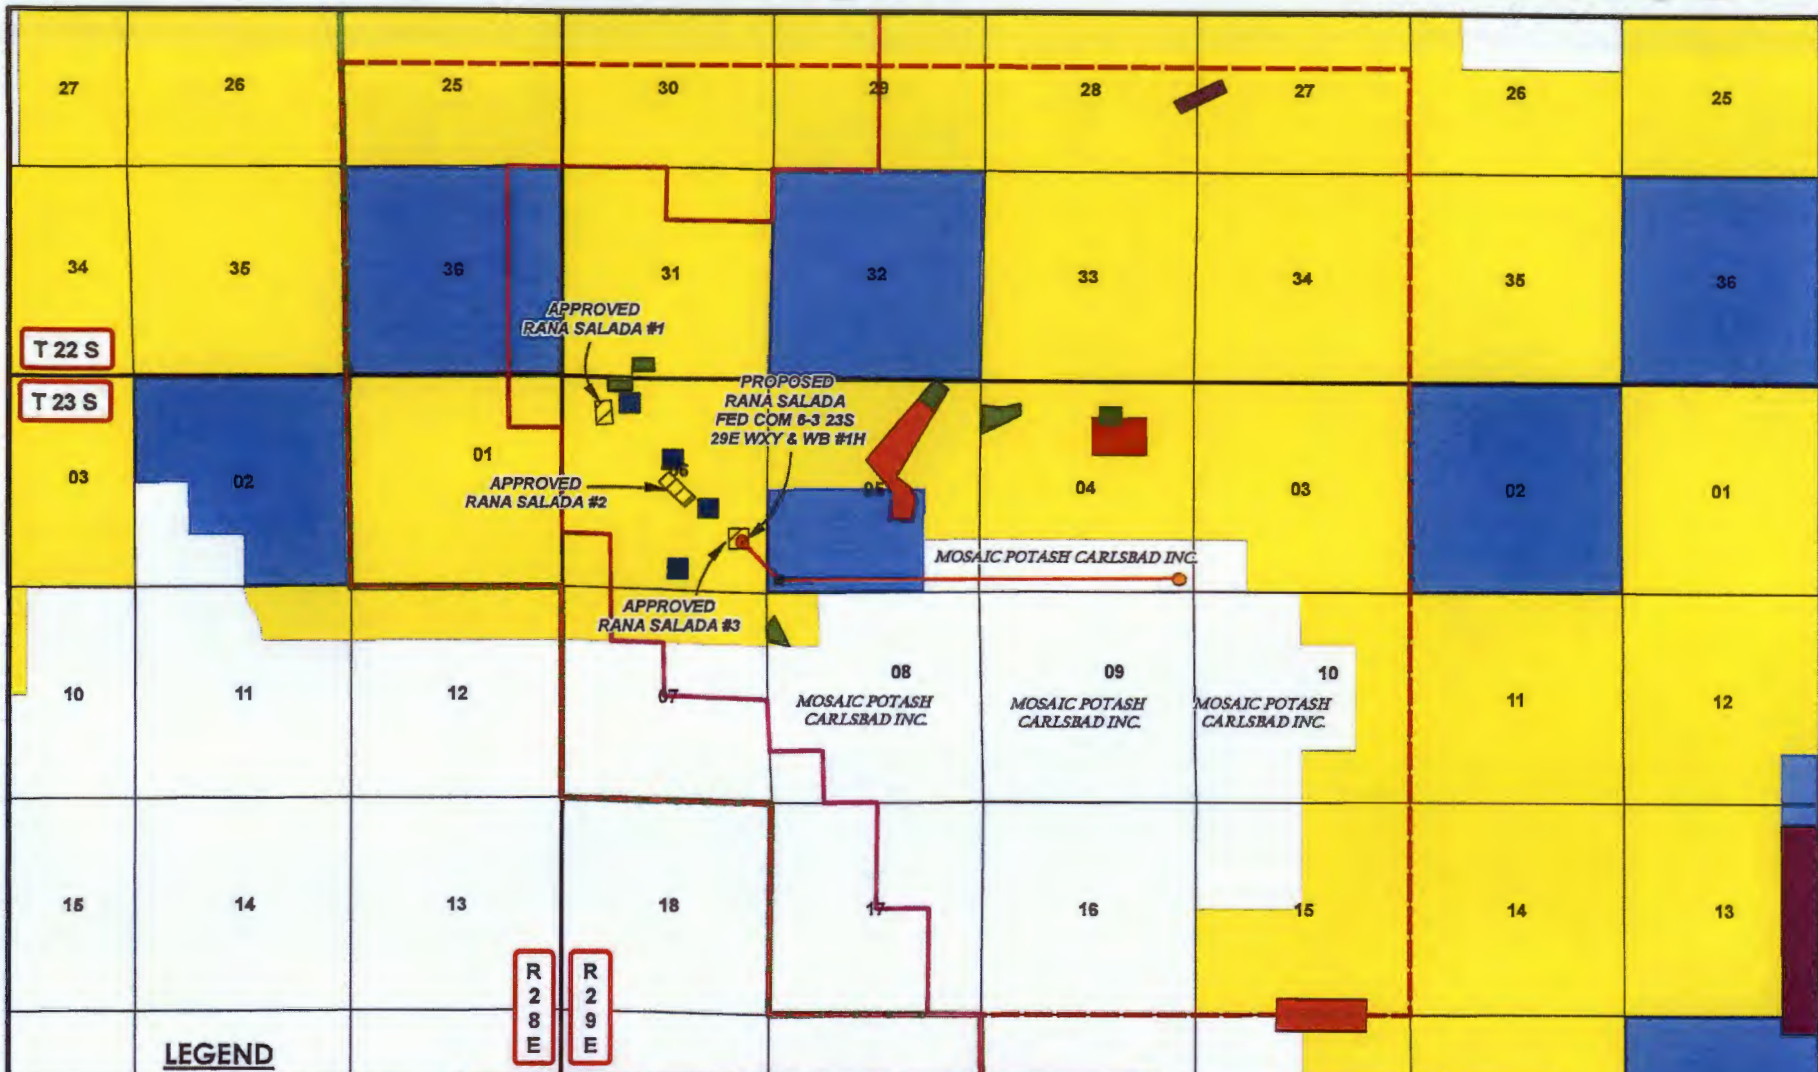 27
26
25
30
29
28
27
26
25
34
35
36
31
32
33
34
35
36
APPROVED
RANA SALADA #1
T 22 S
T 23 S
PROPOSED
RANA SALADA
FED COM 6-3 23S
29E WXY & WB #1H
03
02
01
06
05
04
03
02
01
APPROVED
RANA SALADA #2
MOSAIC POTASH CARLSBAD INC.
APPROVED
RANA SALADA #3
10
11
12
07
08
09
10
11
12
MOSAIC POTASH
CARLSBAD INC.
MOSAIC POTASH
CARLSBAD INC.
MOSAIC POTASH
CARLSBAD INC.
15
14
13
18
17
16
15
14
13
R
2
8
E
R
2
9
E
LEGEND